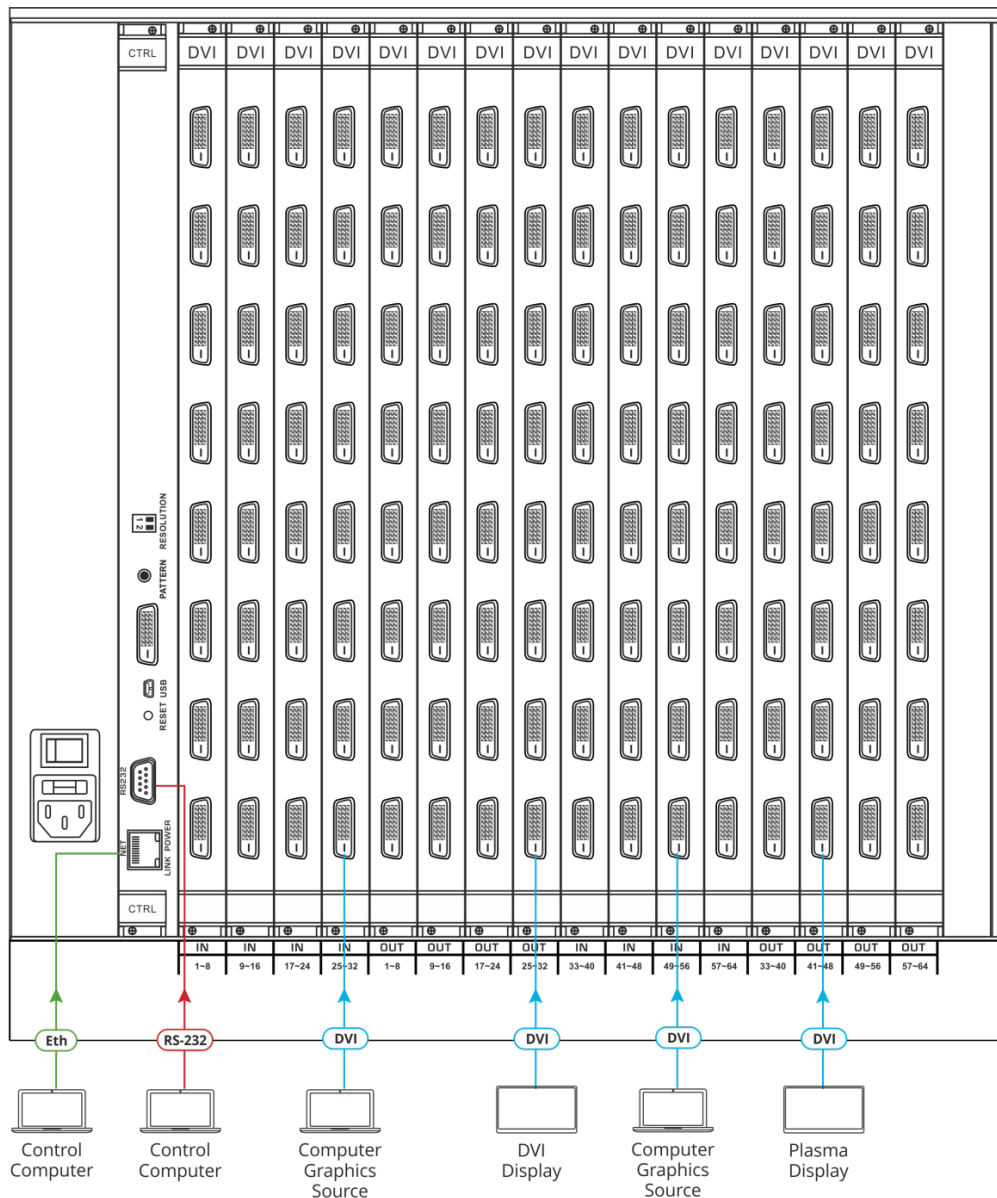 CTRL
DVI DVI DVI DVI DVI DVI DVI DVI DVI DVI DVI DVI DVI DVI DVI DVI
1 2
RESOLUTION
PATTERN
USB
RESET
RS232
NET
LINK POWER
CTRL
IN IN IN IN OUT OUT OUT OUT IN IN IN IN OUT OUT OUT OUT
1~8 9~16 17~24 25~32 1~8 9~16 17~24 25~32 33~40 41~48 49~56 57~64 33~40 41~48 49~56 57~64
Eth RS-232 DVI DVI DVI DVI
Control
Computer
Control
Computer
Computer
Graphics
Source
DVI
Display
Computer
Graphics
Source
Plasma
Display